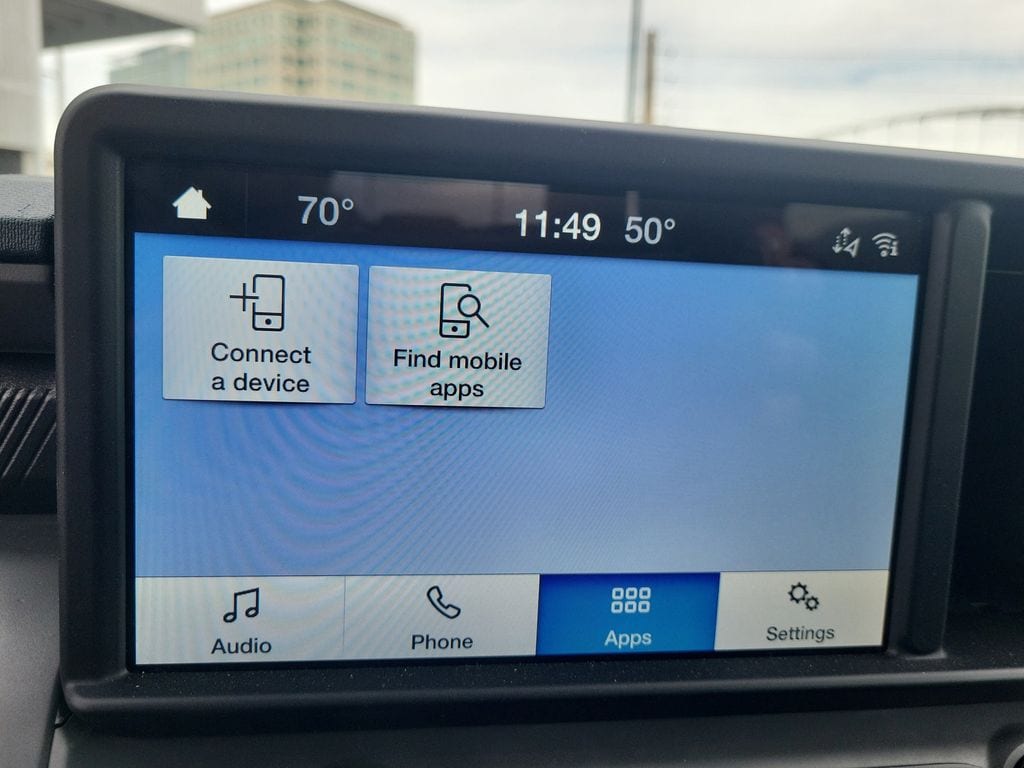 70° 11:49 50°
Connect
a device
Find mobile
apps
Audio Phone Apps Settings